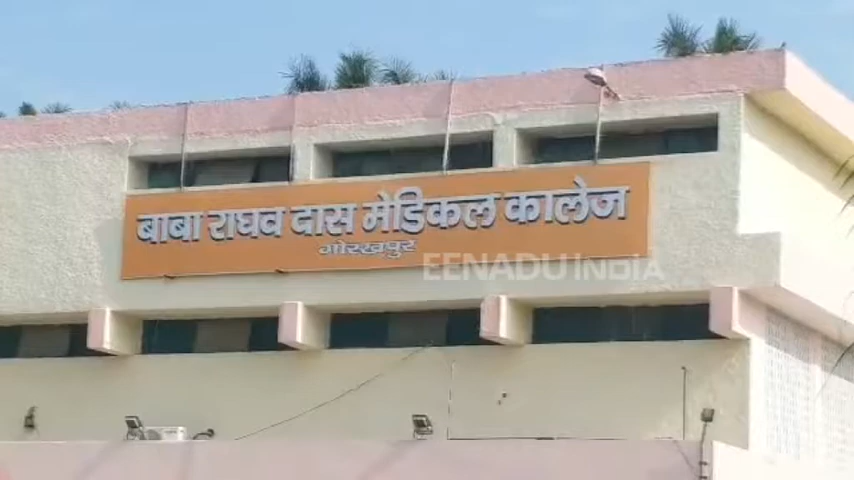 बाबा राघव दास मेडिकल कालेज
गोरखपुर
EENADU INDIA